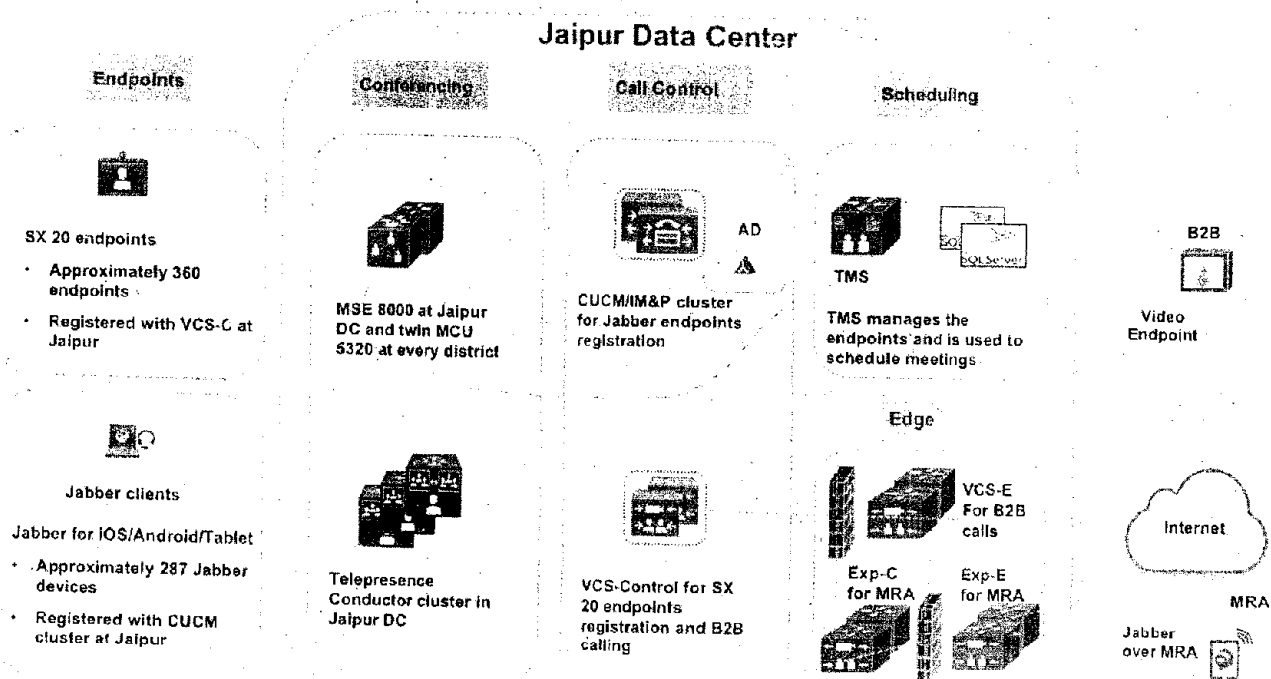 Jaipur Data Center
Endpoints
Conferencing
Call Control
Scheduling
SX 20 endpoints
• Approximately 360
endpoints
• Registered with VCS-C at
Jaipur
MSE 8000 at Jaipur
DC and twin MCU
5320 at every district
AD
CUCM/IM&P cluster
for Jabber endpoints
registration
TMS
SQL Server
TMS manages the
endpoints and is used to
schedule meetings
B2B
Video
Endpoint
Jabber clients
Jabber for iOS/Android/Tablet
• Approximately 287 Jabber
devices
• Registered with CUCM
cluster at Jaipur
Telepresence
Conductor cluster in
Jaipur DC
VCS-Control for SX
20 endpoints
registration and B2B
calling
Edge
VCS-E
For B2B
calls
Exp-C
for MRA
Exp-E
for MRA
Internet
MRA
Jabber
over MRA